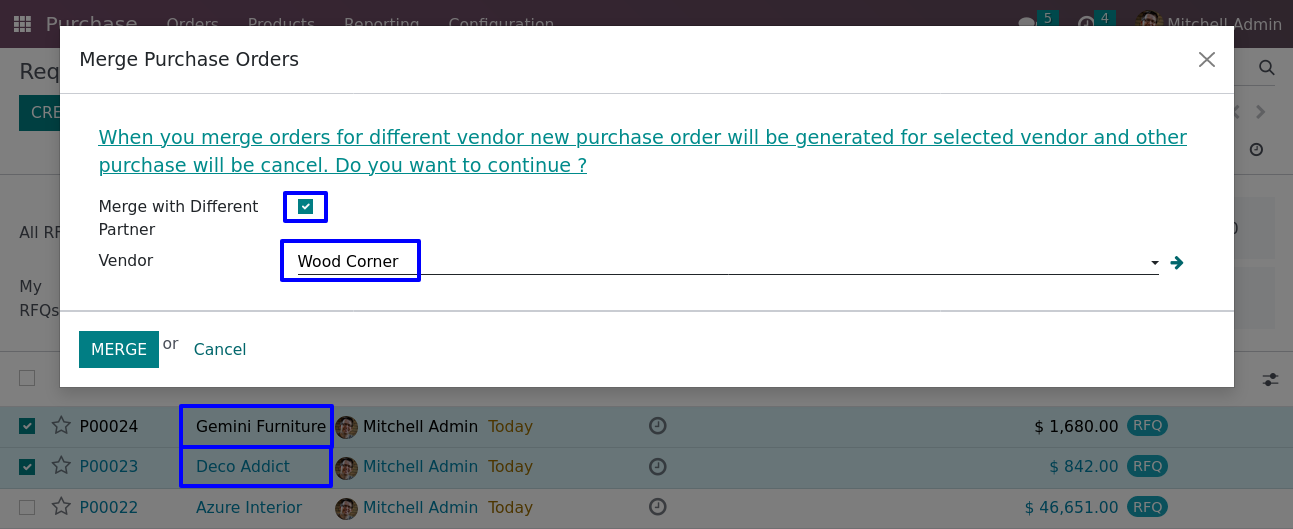 Purchase Orders Products Reporting Configuration 5 4 Mitchell Admin
Merge Purchase Orders
Req
CRE
When you merge orders for different vendor new purchase order will be generated for selected vendor and other
purchase will be cancel. Do you want to continue ?
Merge with Different
Partner
All RF
Vendor Wood Corner
My
RFQs
MERGE or Cancel
P00024 Gemini Furniture Mitchell Admin Today $ 1,680.00 RFQ
P00023 Deco Addict Mitchell Admin Today $ 842.00 RFQ
P00022 Azure Interior Mitchell Admin Today $ 46,651.00 RFQ